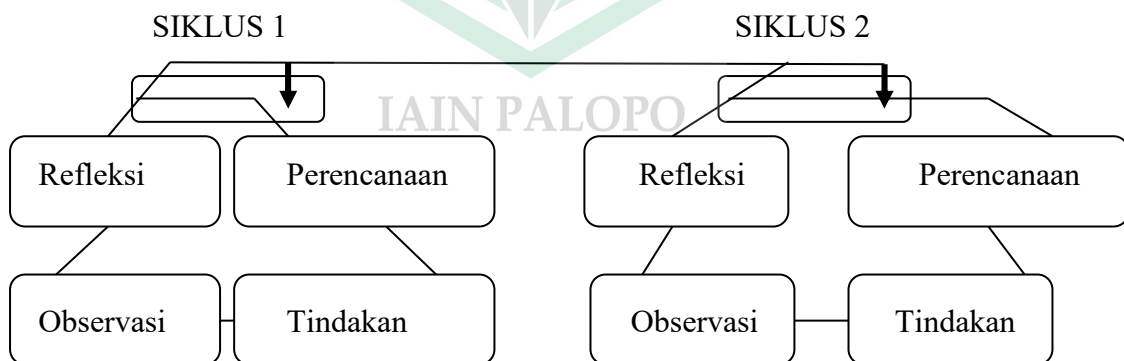 SIKLUS 1 SIKLUS 2
IAIN PALOPO
Refleksi Perencanaan Refleksi Perencanaan
Observasi Tindakan Observasi Tindakan